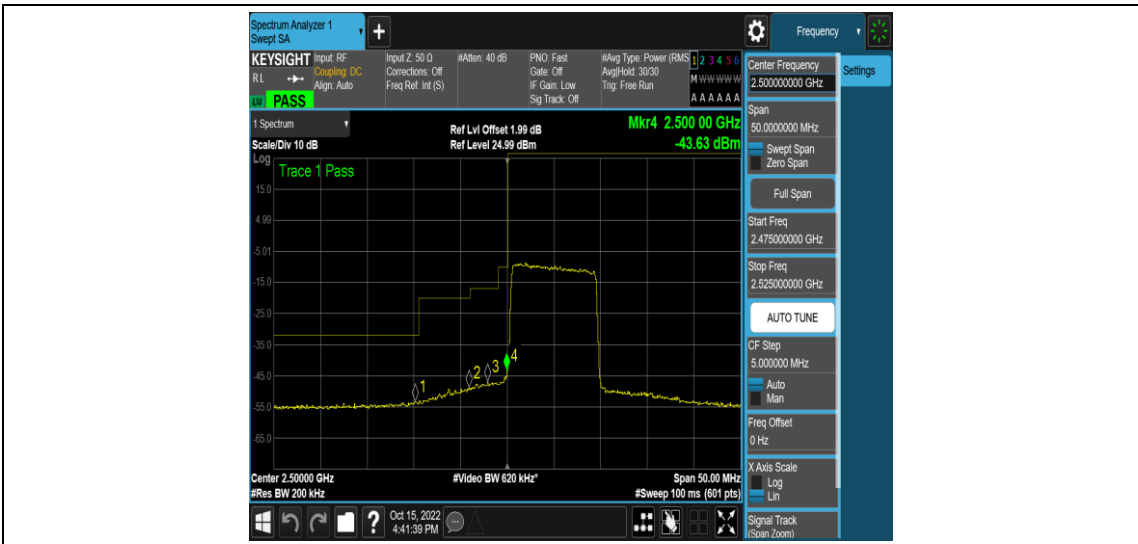 Spectrum Analyzer 1
Swept SA
+
Frequency
KEYSIGHT
RL
LXI PASS
Input: RF
Coupling: DC
Align: Auto
Input Z: 50 Ω
Corrections: Off
Freq Ref: Int (S)
#Atten: 40 dB
PNO: Fast
Gate: Off
IF Gain: Low
Sig Track: Off
#Avg Type: Power (RMS
Avg|Hold: 30/30
Trig: Free Run
1 2 3 4 5 6
M W W W W W
A A A A A A
1 Spectrum
Scale/Div 10 dB
Ref Lvl Offset 1.99 dB
Ref Level 24.99 dBm
Mkr4 2.500 00 GHz
-43.63 dBm
Log
Trace 1 Pass
15.0
4.99
-5.01
-15.0
-25.0
-35.0
-45.0
-55.0
-65.0
1
2
3
4
Center 2.50000 GHz
#Res BW 200 kHz
#Video BW 620 kHz*
Span 50.00 MHz
#Sweep 100 ms (601 pts)
?
Oct 15, 2022
4:41:39 PM
Center Frequency
2.500000000 GHz
Settings
Span
50.0000000 MHz
Swept Span
Zero Span
Full Span
Start Freq
2.475000000 GHz
Stop Freq
2.525000000 GHz
AUTO TUNE
CF Step
5.000000 MHz
Auto
Man
Freq Offset
0 Hz
X Axis Scale
Log
Lin
Signal Track
(Span Zoom)